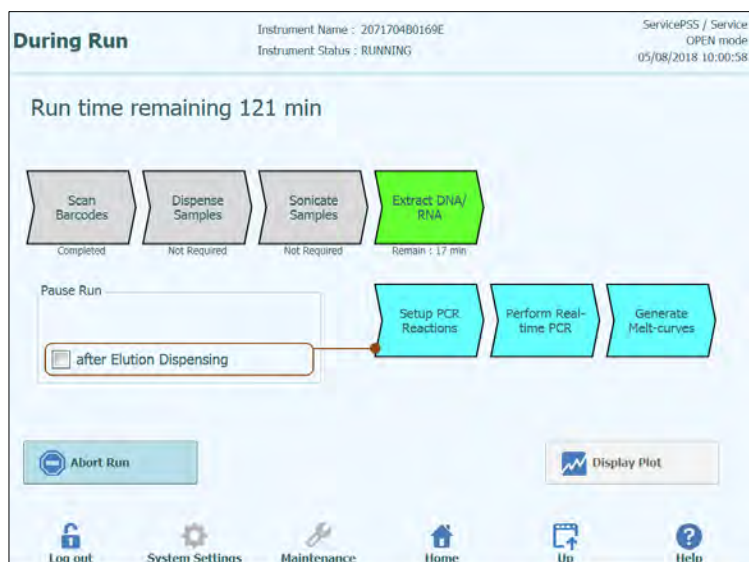 During Run
Instrument Name : 2071704B0169E
Instrument Status : RUNNING
ServicePSS / Service
OPEN mode
05/08/2018 10:00:58
Run time remaining 121 min
Scan
Barcodes
Completed
Dispense
Samples
Not Required
Sonicate
Samples
Not Required
Extract DNA/
RNA
Remain : 17 min
Pause Run
after Elution Dispensing
Setup PCR
Reactions
Perform Real-
time PCR
Generate
Melt-curves
Abort Run
Display Plot
Log out
System Settings
Maintenance
Home
Up
Help